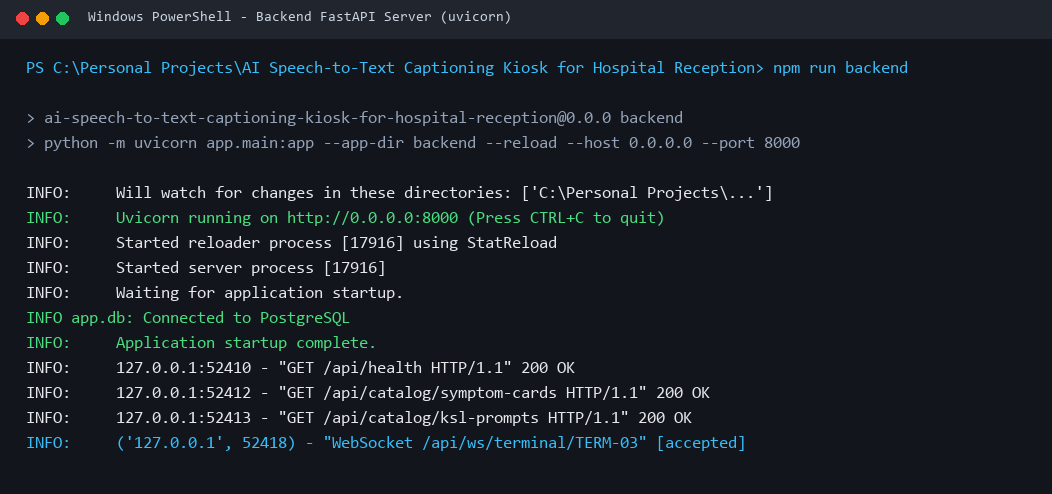 Windows PowerShell - Backend FastAPI Server (uvicorn)
PS C:\Personal Projects\AI Speech-to-Text Captioning Kiosk for Hospital Reception> npm run backend
> ai-speech-to-text-captioning-kiosk-for-hospital-reception@0.0.0 backend
> python -m uvicorn app.main:app --app-dir backend --reload --host 0.0.0.0 --port 8000
INFO:     Will watch for changes in these directories: ['C:\Personal Projects\...']
INFO:     Uvicorn running on http://0.0.0.0:8000 (Press CTRL+C to quit)
INFO:     Started reloader process [17916] using StatReload
INFO:     Started server process [17916]
INFO:     Waiting for application startup.
INFO app.db: Connected to PostgreSQL
INFO:     Application startup complete.
INFO:     127.0.0.1:52410 - "GET /api/health HTTP/1.1" 200 OK
INFO:     127.0.0.1:52412 - "GET /api/catalog/symptom-cards HTTP/1.1" 200 OK
INFO:     127.0.0.1:52413 - "GET /api/catalog/ksl-prompts HTTP/1.1" 200 OK
INFO:     ('127.0.0.1', 52418) - "WebSocket /api/ws/terminal/TERM-03" [accepted]